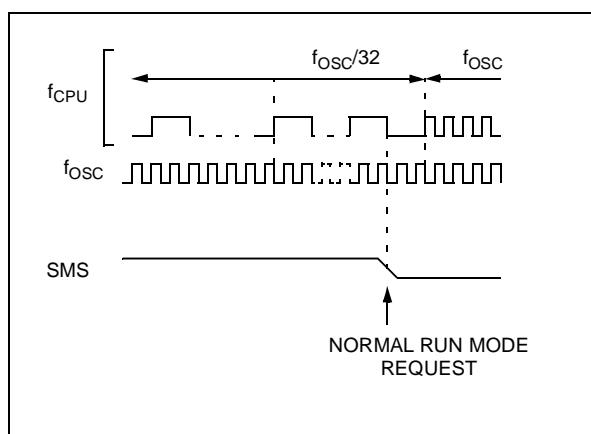 fOSC/32
fOSC
fCPU
fOSC
SMS
NORMAL RUN MODE
REQUEST